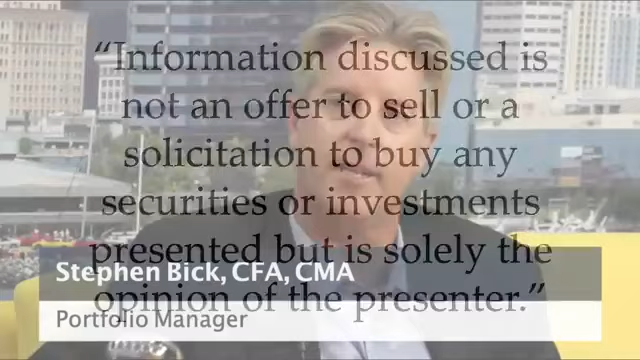 “Information discussed is
not an offer to sell or a
solicitation to buy any
securities or investments
presented but is solely the
opinion of the presenter.”
Stephen Bick, CFA, CMA
Portfolio Manager